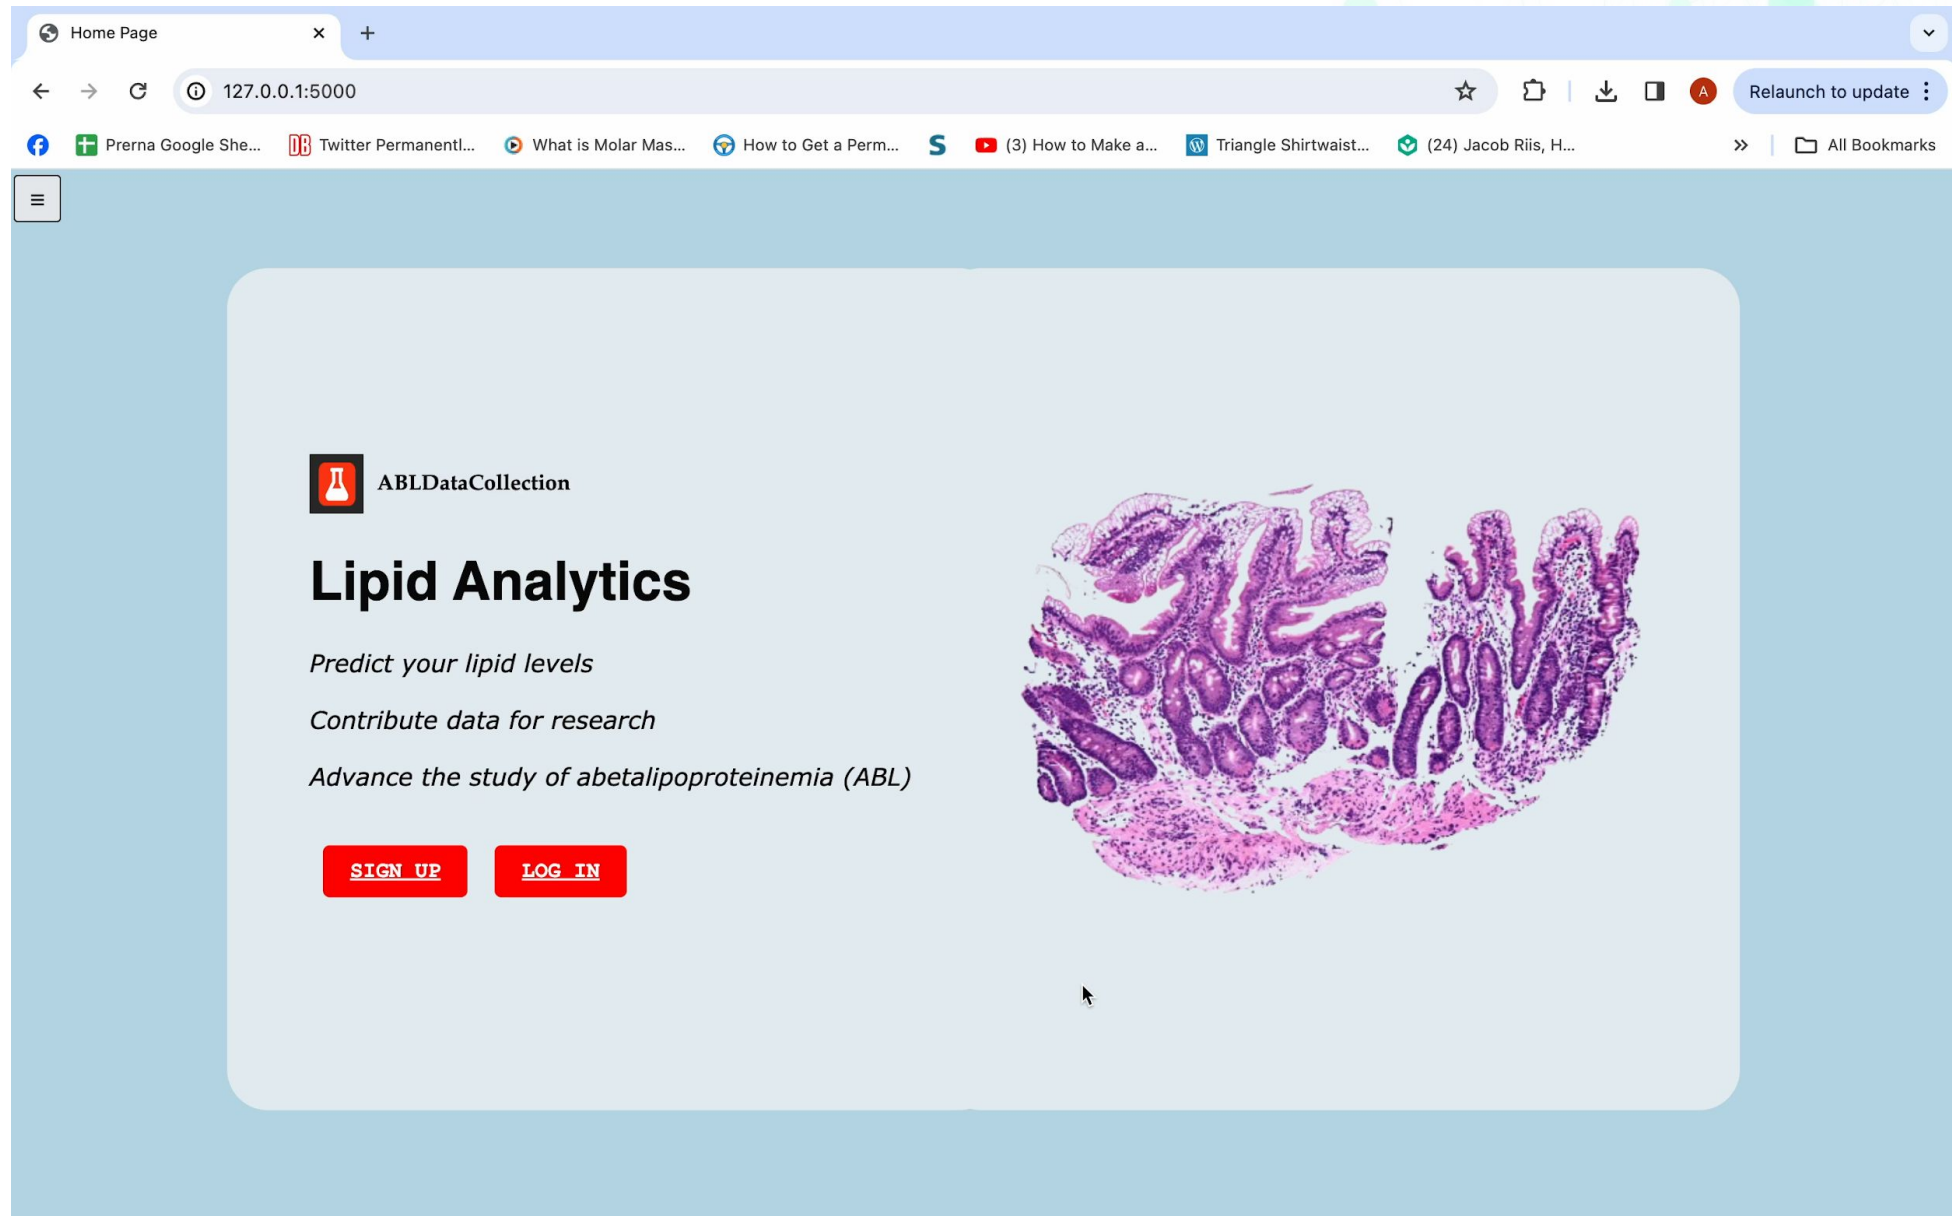 Home Page
127.0.0.1:5000
A
Relaunch to update
Prerna Google She... DB Twitter Permanentl... What is Molar Mas... How to Get a Perm... S (3) How to Make a... Triangle Shirtwaist... (24) Jacob Riis, H... All Bookmarks
ABLDataCollection
Lipid Analytics
Predict your lipid levels
Contribute data for research
Advance the study of abetalipoproteinemia (ABL)
SIGN UP LOG IN